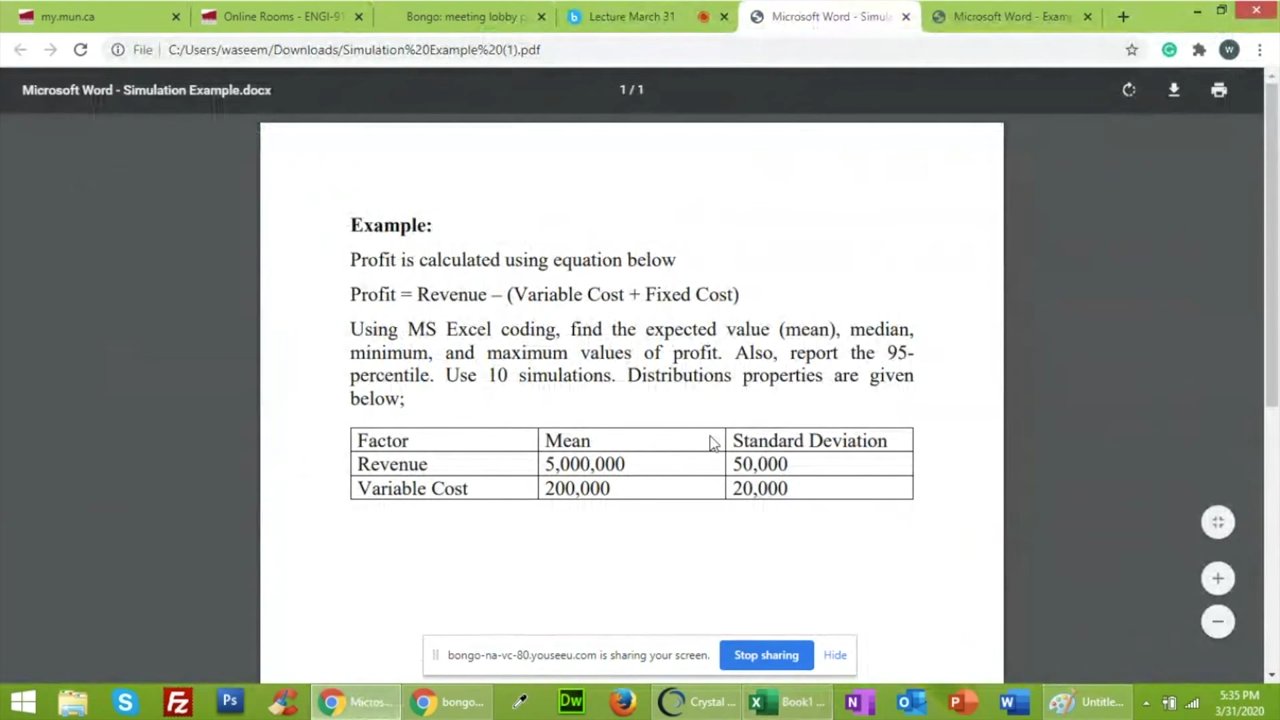 my.mun.ca
Online Rooms - ENGI-91
Bongo: meeting lobby p
Lecture March 31
Microsoft Word - Simula
Microsoft Word - Examp
File
C:/Users/waseem/Downloads/Simulation%20Example%20(1).pdf
W
Microsoft Word - Simulation Example.docx
1 / 1
Example:
Profit is calculated using equation below
Profit = Revenue – (Variable Cost + Fixed Cost)
Using MS Excel coding, find the expected value (mean), median,
minimum, and maximum values of profit. Also, report the 95-
percentile. Use 10 simulations. Distributions properties are given
below;
Factor Mean Standard Deviation
Revenue 5,000,000 50,000
Variable Cost 200,000 20,000
bongo-na-vc-80.youseeu.com is sharing your screen.
Stop sharing
Hide
Micros...
bongo...
Crystal ...
Book1 ...
Untitle...
5:35 PM
3/31/2020